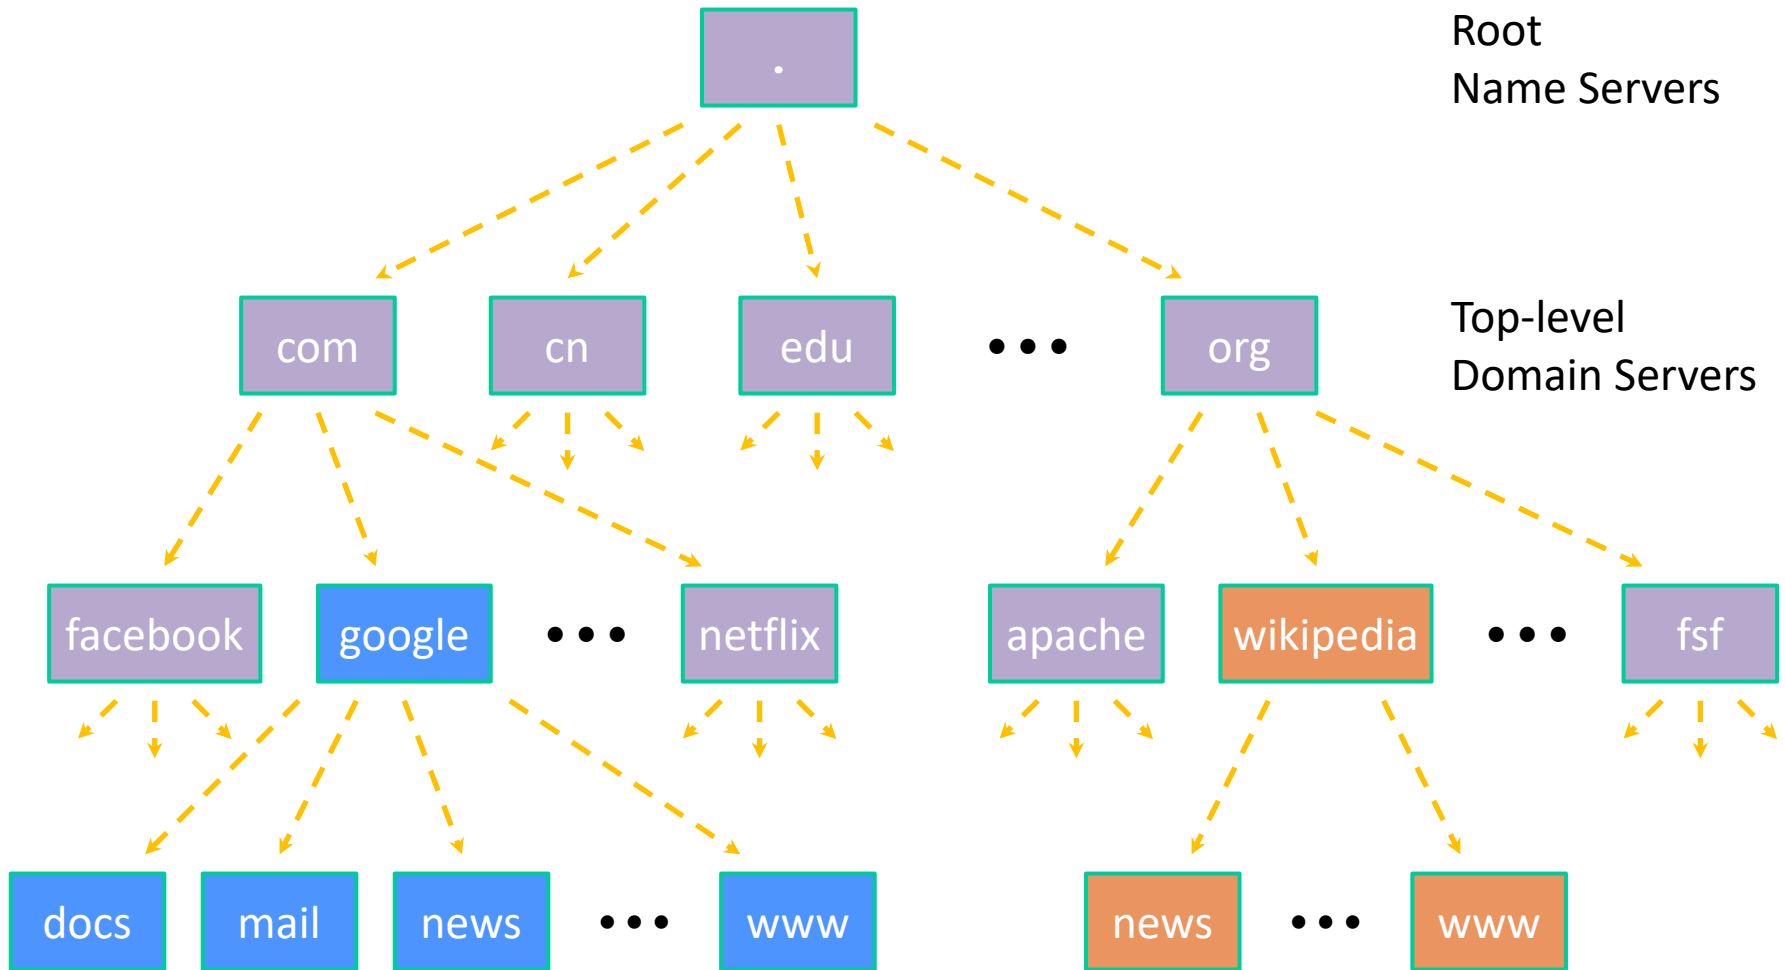 .
Root
Name Servers
com
cn
edu
•••
org
Top-level
Domain Servers
facebook
google
•••
netflix
apache
wikipedia
•••
fsf
docs
mail
news
•••
www
news
•••
www